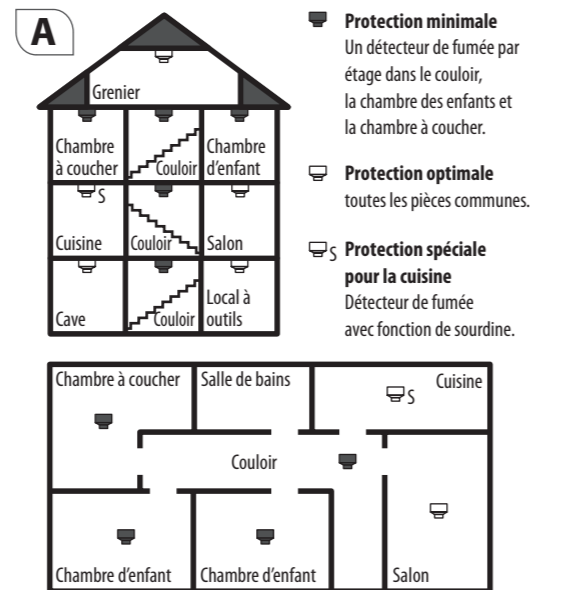 A
Protection minimale
Un détecteur de fumée par
étage dans le couloir,
la chambre des enfants et
la chambre à coucher.
Protection optimale
toutes les pièces communes.
S Protection spéciale
pour la cuisine
Détecteur de fumée
avec fonction de sourdine.
Grenier
Chambre
à coucher
Couloir
Chambre
d’enfant
S
Cuisine
Couloir
Salon
Cave
Couloir
Local à
outils
Chambre à coucher
Salle de bains
Cuisine
S
Couloir
Chambre d’enfant
Chambre d’enfant
Salon